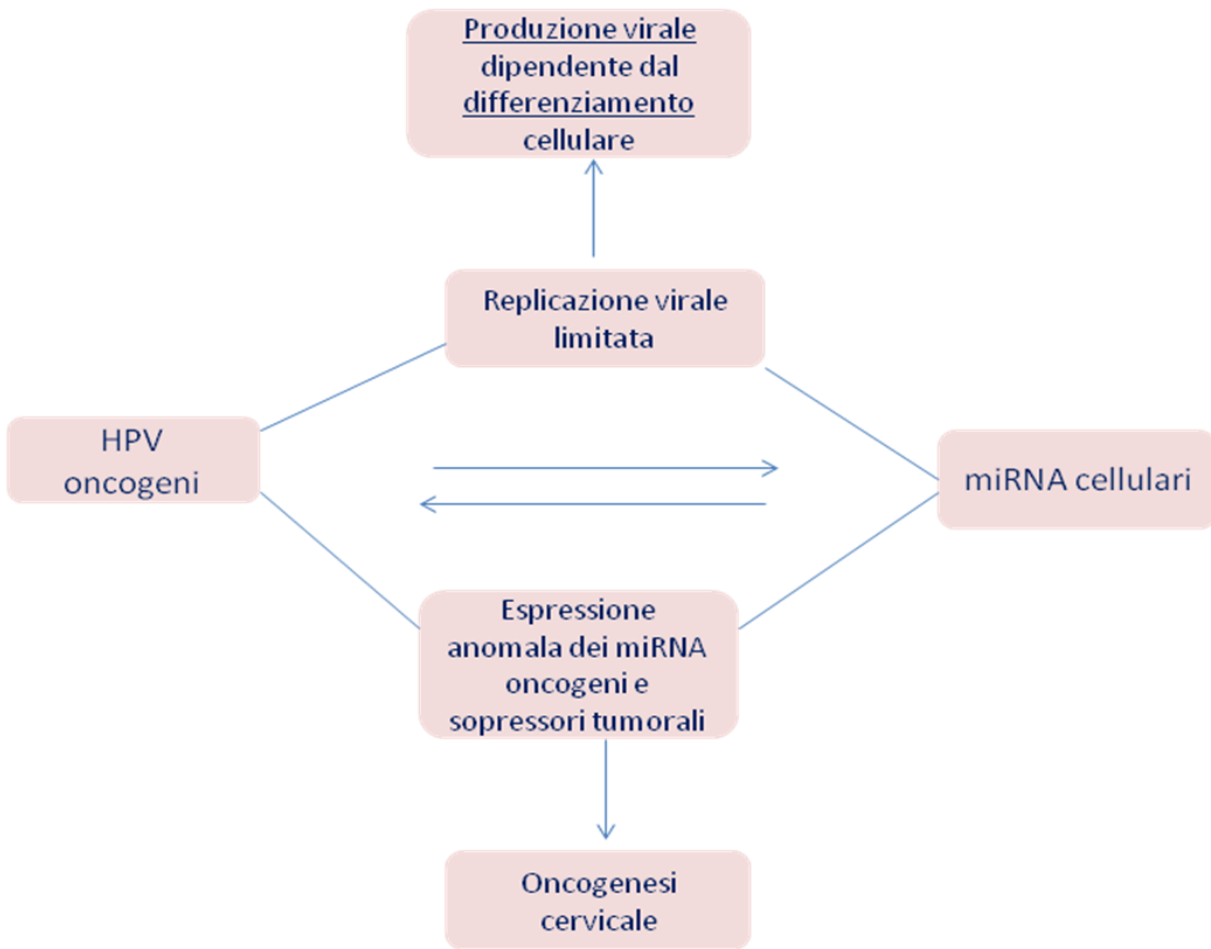 Produzione virale
dipendente dal
differenziamento
cellulare
Replicazione virale
limitata
HPV
oncogeni
miRNA cellulari
Espressione
anomala dei miRNA
oncogeni e
sopressori tumorali
Oncogenesi
cervicale